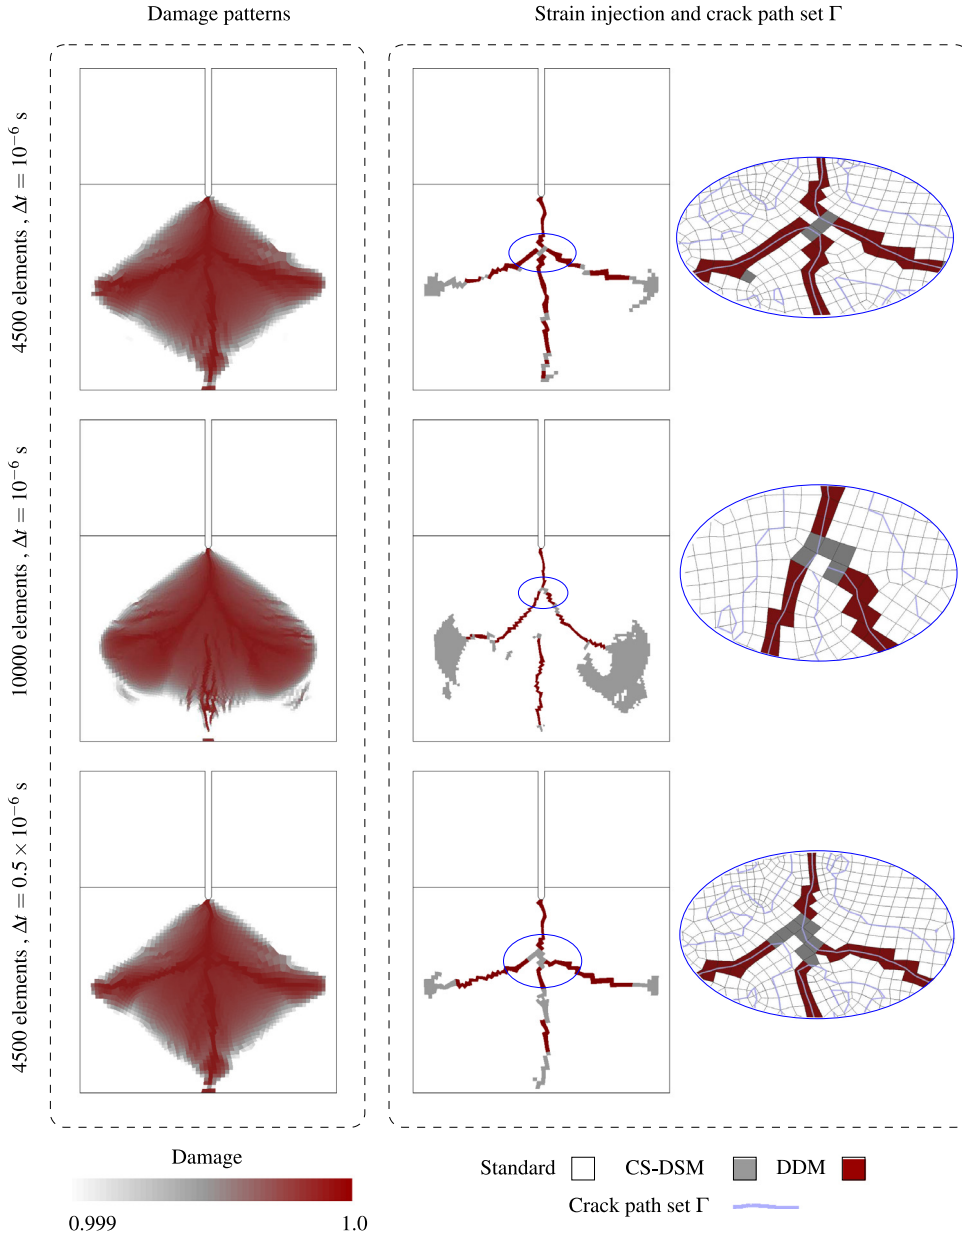 Damage patterns
Strain injection and crack path set Γ
4500 elements , Δt = 10⁻⁶ s
10000 elements , Δt = 10⁻⁶ s
4500 elements , Δt = 0.5 × 10⁻⁶ s
Damage
0.999 1.0
Standard CS-DSM DDM
Crack path set Γ